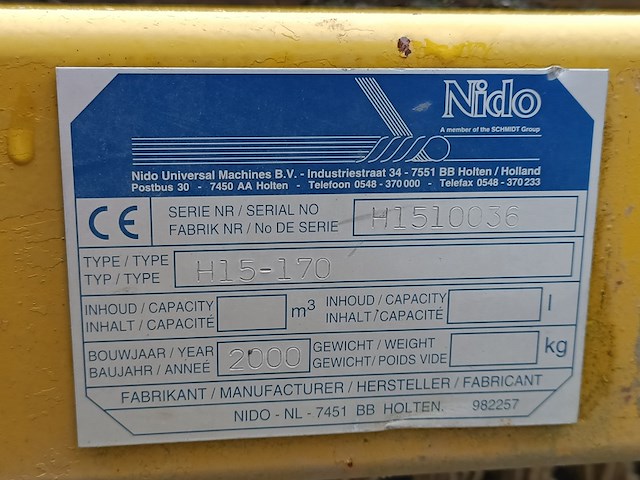 Nido
A member of the SCHMIDT Group
Nido Universal Machines B.V. - Industriestraat 34 - 7551 BB Holten / Holland
Postbus 30 - 7450 AA Holten - Telefoon 0548 - 370 000 - Telefax 0548 - 370 233
CE
SERIE NR / SERIAL NO
FABRIK NR / No DE SERIE
H1510036
TYPE / TYPE
TYP / TYPE
H15-170
INHOUD / CAPACITY
INHALT / CAPACITÉ
m³
INHOUD / CAPACITY
INHALT / CAPACITÉ
l
BOUWJAAR / YEAR
BAUJAHR / ANNEÉ
2000
GEWICHT / WEIGHT
GEWICHT / POIDS VIDE
kg
FABRIKANT / MANUFACTURER / HERSTELLER / FABRICANT
NIDO - NL - 7451 BB HOLTEN. 982257